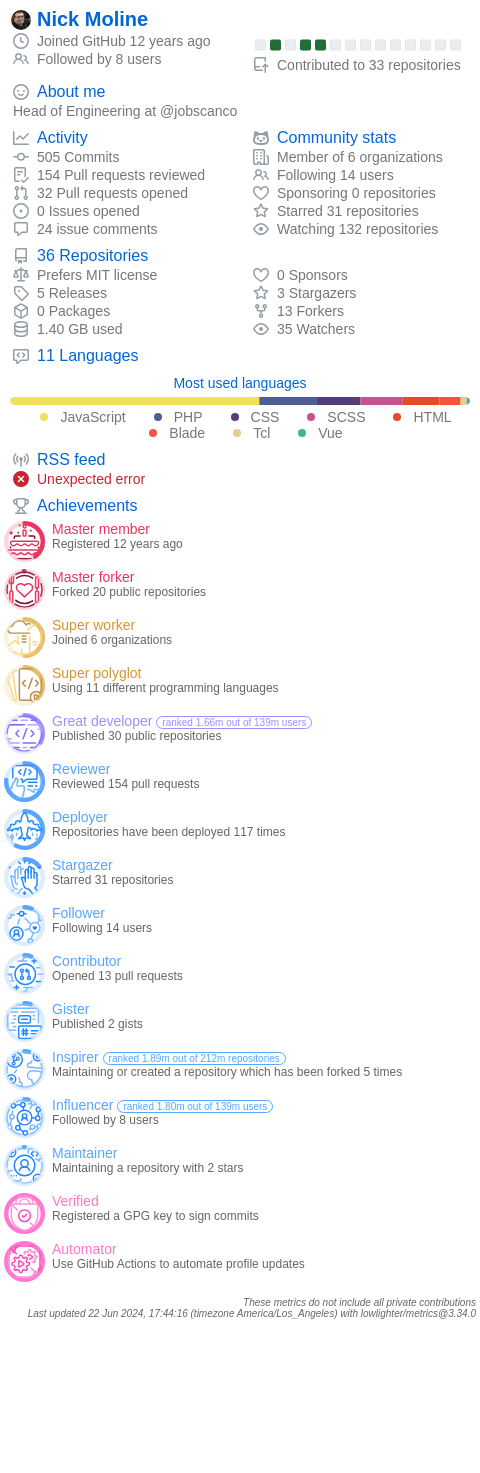 Nick Moline
Joined GitHub 12 years ago
Followed by 8 users
Contributed to 33 repositories
About me
Head of Engineering at @jobscanco
Activity
505 Commits
154 Pull requests reviewed
32 Pull requests opened
0 Issues opened
24 issue comments
Community stats
Member of 6 organizations
Following 14 users
Sponsoring 0 repositories
Starred 31 repositories
Watching 132 repositories
36 Repositories
Prefers MIT license
5 Releases
0 Packages
1.40 GB used
0 Sponsors
3 Stargazers
13 Forkers
35 Watchers
11 Languages
Most used languages
JavaScript PHP CSS SCSS HTML
Blade Tcl Vue
RSS feed
Unexpected error
Achievements
Master member
Registered 12 years ago
Master forker
Forked 20 public repositories
Super worker
Joined 6 organizations
Super polyglot
Using 11 different programming languages
Great developer ranked 1.66m out of 139m users
Published 30 public repositories
Reviewer
Reviewed 154 pull requests
Deployer
Repositories have been deployed 117 times
Stargazer
Starred 31 repositories
Follower
Following 14 users
Contributor
Opened 13 pull requests
Gister
Published 2 gists
Inspirer ranked 1.89m out of 212m repositories
Maintaining or created a repository which has been forked 5 times
Influencer ranked 1.80m out of 139m users
Followed by 8 users
Maintainer
Maintaining a repository with 2 stars
Verified
Registered a GPG key to sign commits
Automator
Use GitHub Actions to automate profile updates
These metrics do not include all private contributions
Last updated 22 Jun 2024, 17:44:16 (timezone America/Los_Angeles) with lowlighter/metrics@3.34.0